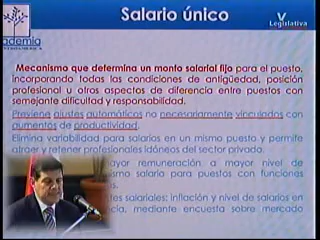 Salario único
Legislativa
ademia
Mecanismo que determina un monto salarial fijo para el puesto,
incorporando todas las condiciones de antigüedad, posición
profesional u otros aspectos de diferencia entre puestos con
semejante dificultad y responsabilidad.
Previene ajustes automáticos no necesariamente vinculados con
aumentos de productividad.
Elimina variabilidad para salarios en un mismo puesto y permite
atraer y retener profesionales idóneos del sector privado.
mayor remuneración a mayor nivel de
smo salario para puestos con funciones
s.
tes salariales: inflación y nivel de salarios en
ncia, mediante encuesta sobre mercado